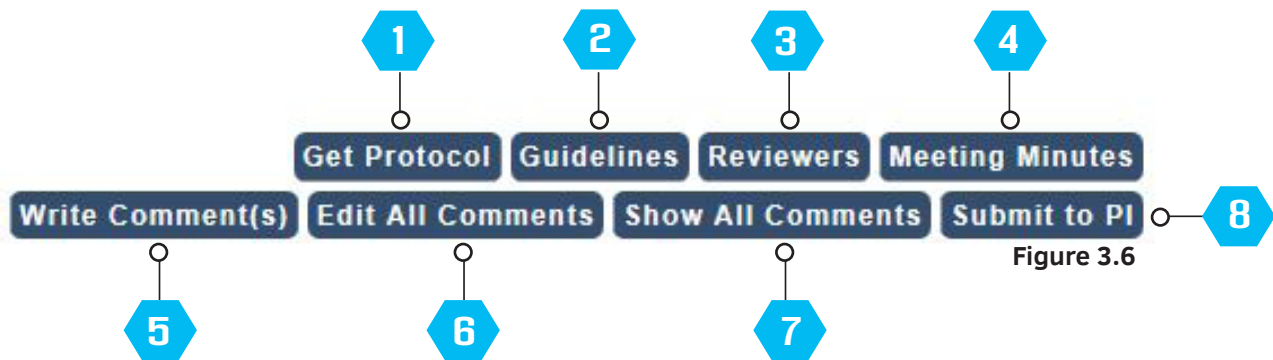 1 2 3 4
Get Protocol Guidelines Reviewers Meeting Minutes
Write Comment(s) Edit All Comments Show All Comments Submit to PI 8
Figure 3.6
5 6 7